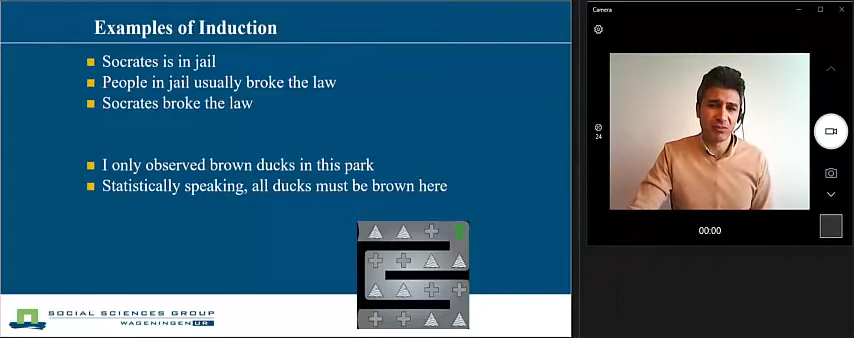 Examples of Induction
Socrates is in jail
People in jail usually broke the law
Socrates broke the law
I only observed brown ducks in this park
Statistically speaking, all ducks must be brown here
SOCIAL SCIENCES GROUP
WAGENINGEN UR
Camera
24
00:00